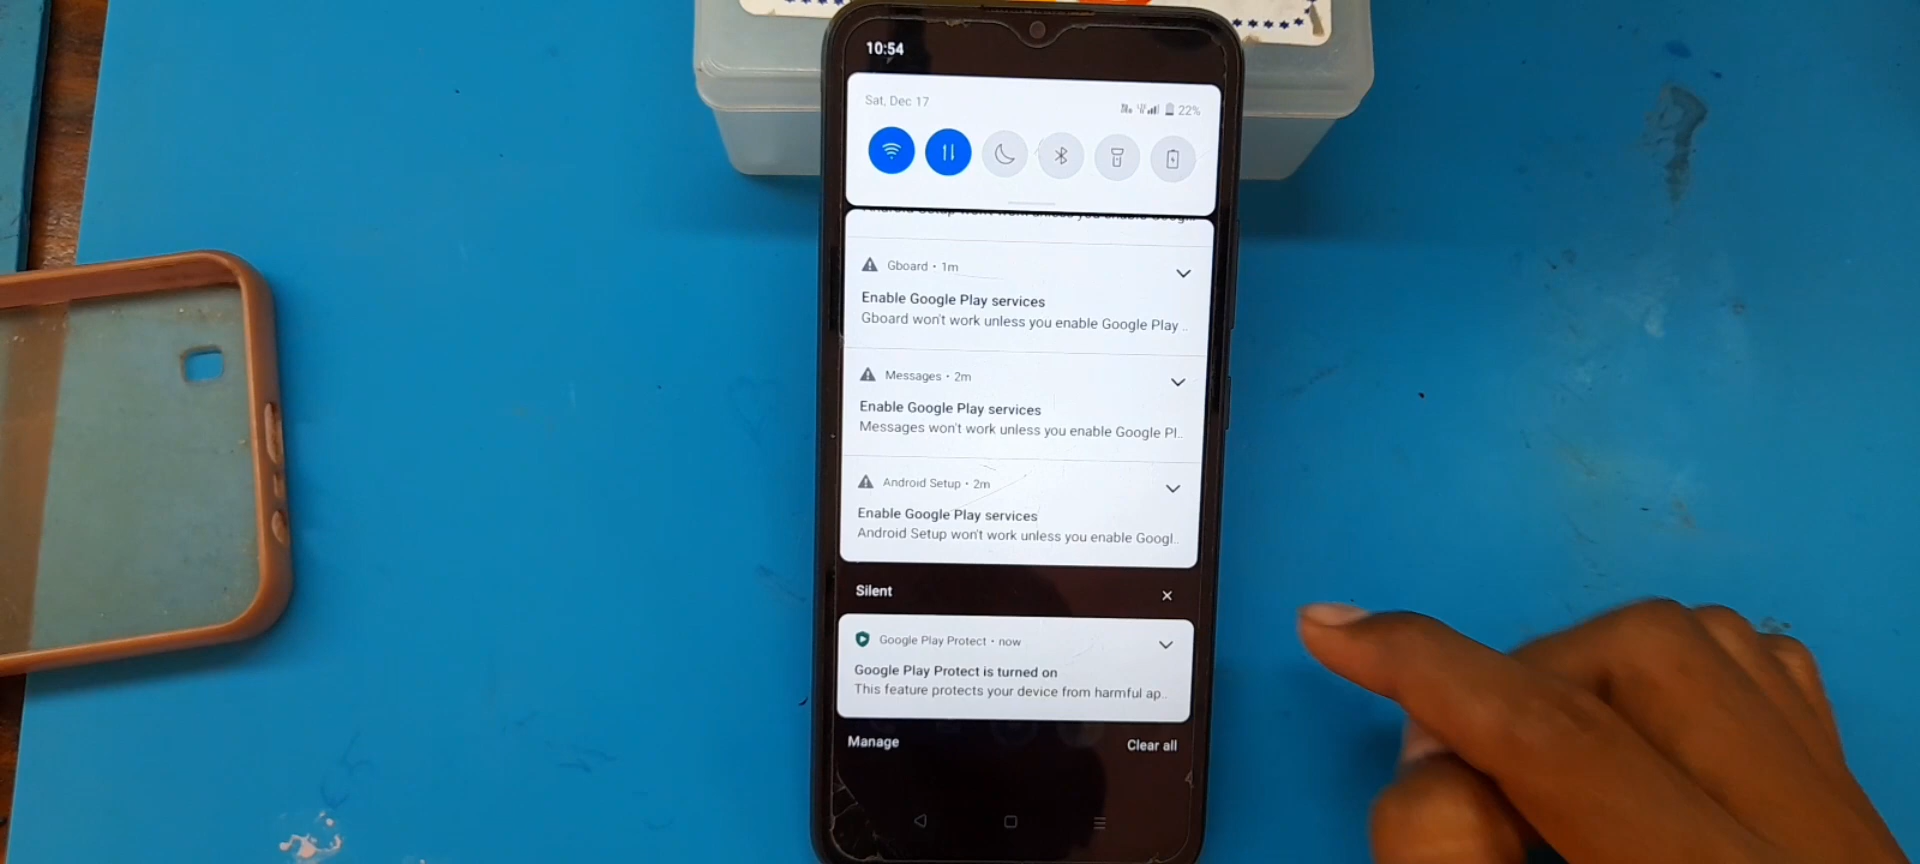 10:54
Sat, Dec 17
22%
Gboard • 1m
Enable Google Play services
Gboard won't work unless you enable Google Play ..
Messages • 2m
Enable Google Play services
Messages won't work unless you enable Google Pl..
Android Setup • 2m
Enable Google Play services
Android Setup won't work unless you enable Googl..
Silent
Google Play Protect • now
Google Play Protect is turned on
This feature protects your device from harmful ap..
Manage
Clear all